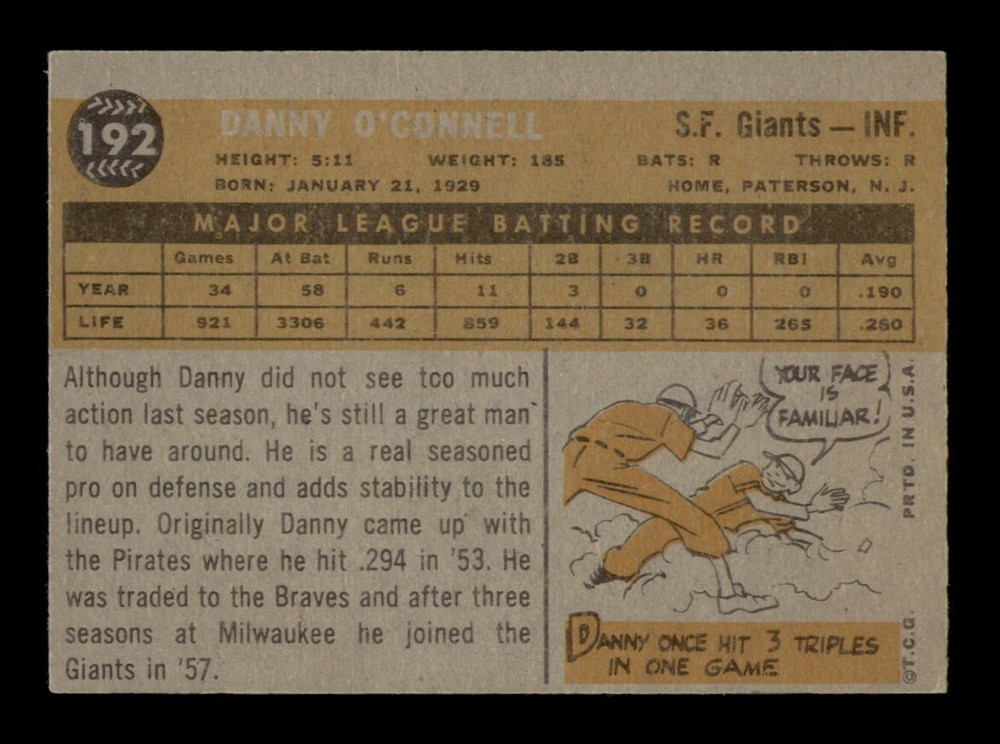 192
DANNY O'CONNELL
S.F. Giants — INF.
HEIGHT: 5:11 WEIGHT: 185 BATS: R THROWS: R
BORN: JANUARY 21, 1929 HOME, PATERSON, N. J.
MAJOR LEAGUE BATTING RECORD
Games At Bat Runs Hits 2B 3B HR RBI Avg
YEAR 34 58 6 11 3 0 0 0 .190
LIFE 921 3306 442 859 144 32 36 265 .260
Although Danny did not see too much
action last season, he's still a great man
to have around. He is a real seasoned
pro on defense and adds stability to the
lineup. Originally Danny came up with
the Pirates where he hit .294 in '53. He
was traded to the Braves and after three
seasons at Milwaukee he joined the
Giants in '57.
YOUR FACE
IS
FAMILIAR!
DANNY ONCE HIT 3 TRIPLES
IN ONE GAME
©T.C.G. PRTD. IN U.S.A.